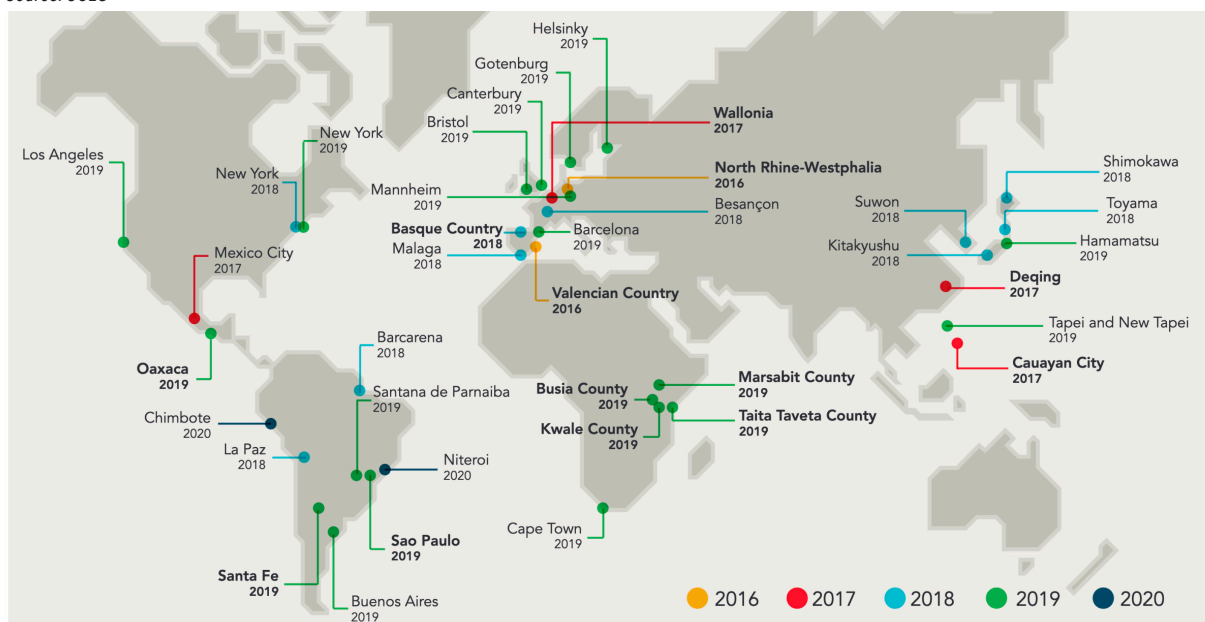 Helsinky
2019
Gotenburg
2019
Canterbury
2019
Bristol
2019
Wallonia
2017
New York
2019
Los Angeles
2019
New York
2018
Mannheim
2019
North Rhine-Westphalia
2016
Besançon
2018
Shimokawa
2018
Suwon
2018
Toyama
2018
Basque Country
2018
Barcelona
2019
Malaga
2018
Kitakyushu
2018
Hamamatsu
2019
Mexico City
2017
Valencian Country
2016
Deqing
2017
Tapei and New Tapei
2019
Barcarena
2018
Oaxaca
2019
Cauayan City
2017
Santana de Parnaiba
2019
Busia County
2019
Marsabit County
2019
Chimbote
2020
Kwale County
2019
Taita Taveta County
2019
La Paz
2018
Niteroi
2020
Cape Town
2019
Sao Paulo
2019
Santa Fe
2019
Buenos Aires
2019
2016
2017
2018
2019
2020